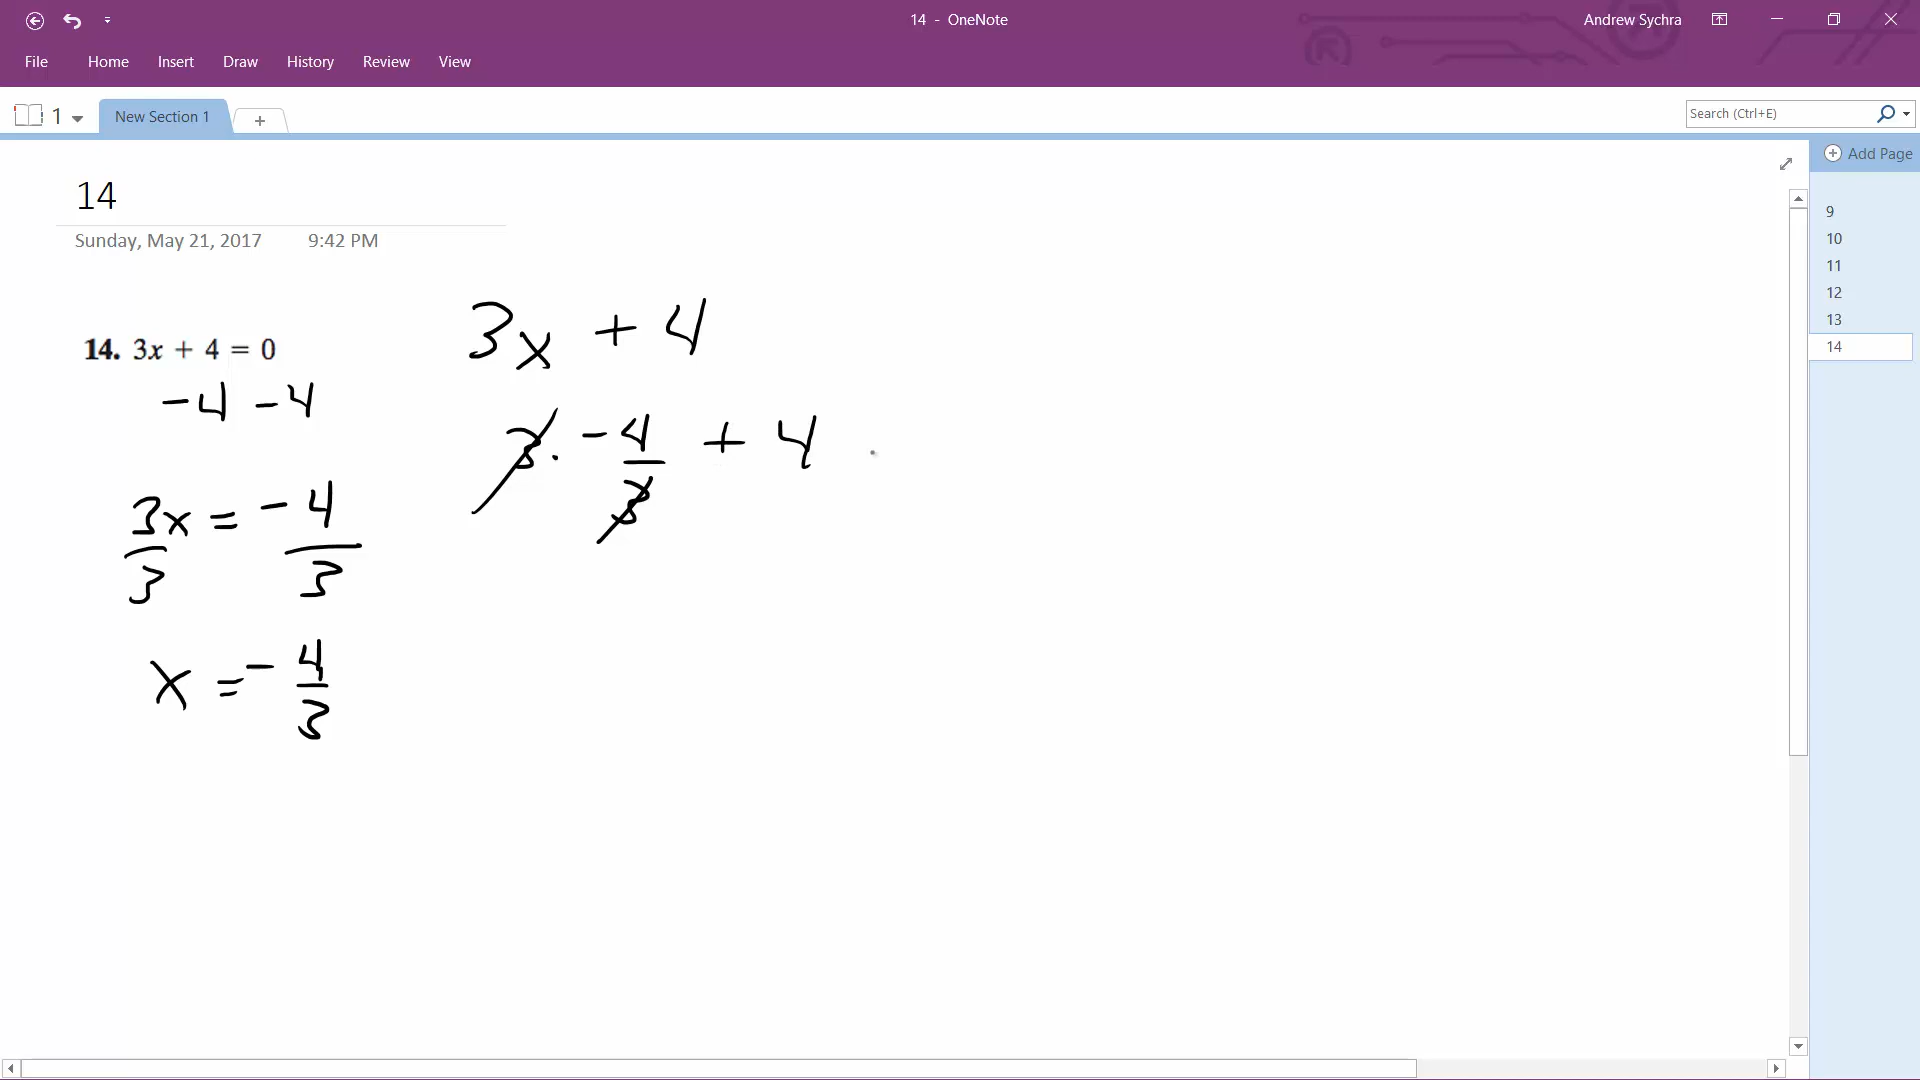 14 - OneNote
Andrew Sychra
File Home Insert Draw History Review View
1 New Section 1 +
Search (Ctrl+E)
Add Page
14
Sunday, May 21, 2017 9:42 PM
9
10
11
12
13
14
14. 3x + 4 = 0
-4 -4
3x = -4
3 3
x = - 4
3
3x + 4
3 · -4 + 4
3